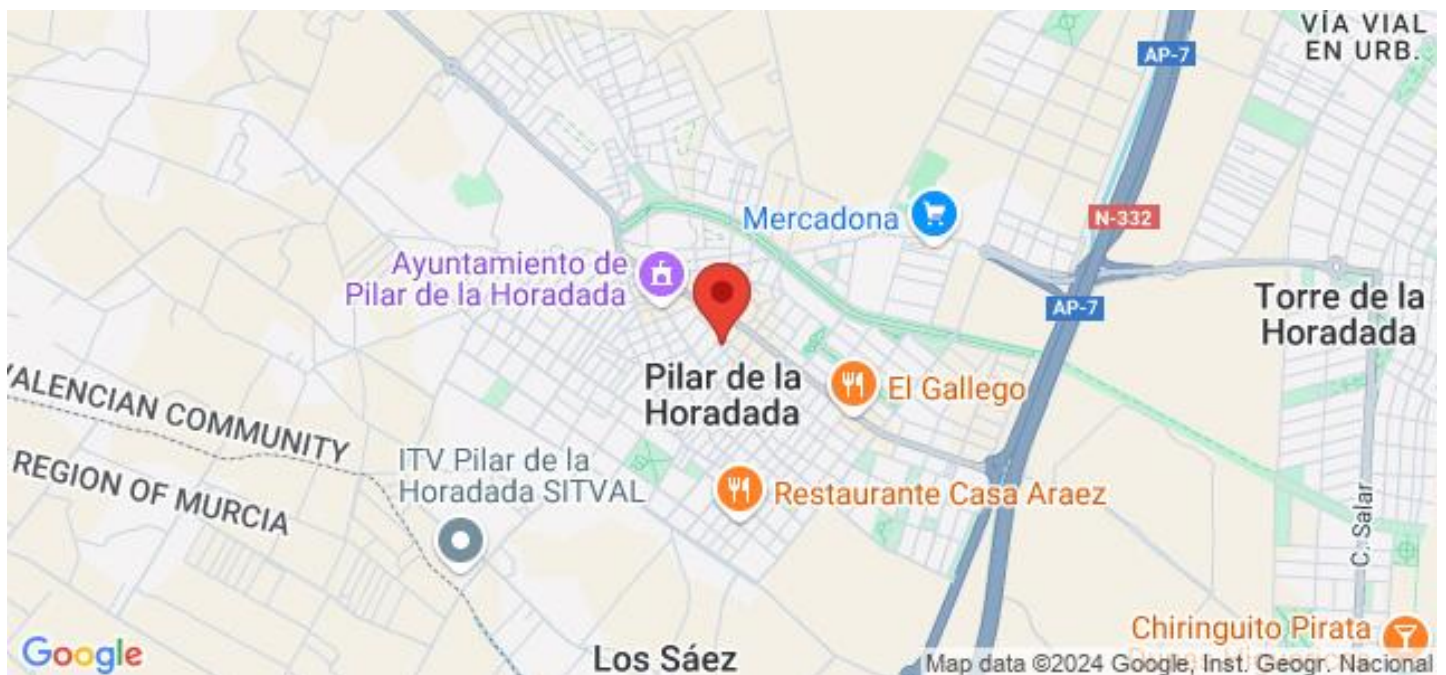 VÍA VIAL
EN URB.
AP-7
Mercadona
N-332
Ayuntamiento de
Pilar de la Horadada
AP-7
Torre de la
Horadada
Pilar de la
Horadada
El Gallego
VALENCIAN COMMUNITY
REGION OF MURCIA
ITV Pilar de la
Horadada SITVAL
Restaurante Casa Araez
C. Salar
Chiringuito Pirata
Google
Los Sáez
Map data ©2024 Google, Inst. Geogr. Nacional